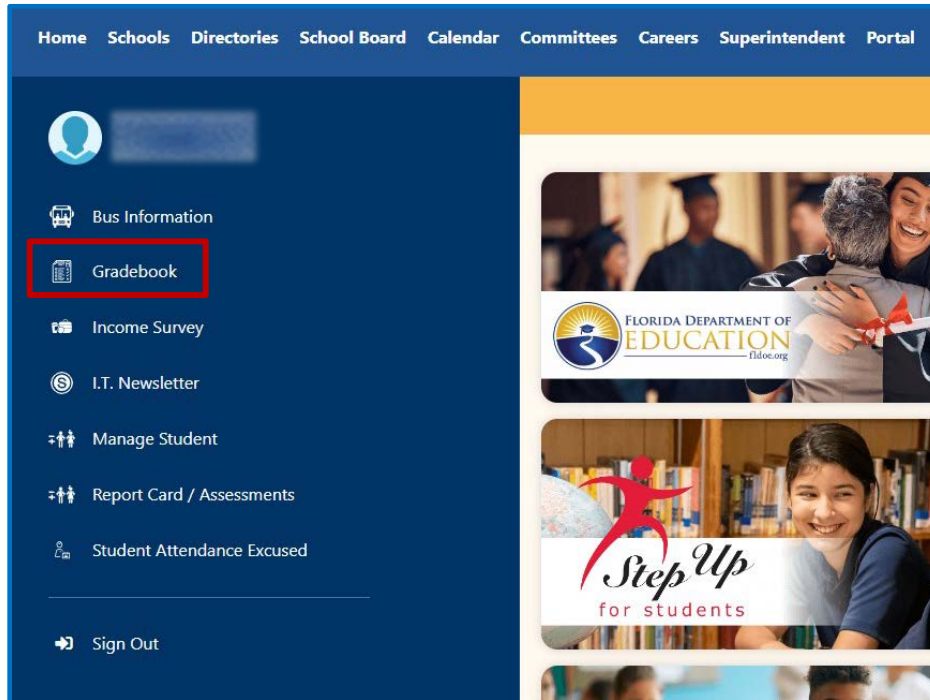 Home Schools Directories School Board Calendar Committees Careers Superintendent Portal
Bus Information
Gradebook
Income Survey
I.T. Newsletter
Manage Student
Report Card / Assessments
Student Attendance Excused
Sign Out
FLORIDA DEPARTMENT OF
EDUCATION
fldoe.org
Step Up
for students